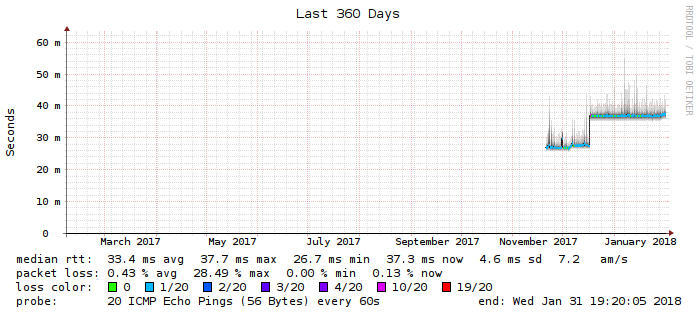 Last 360 Days
RRDTOOL / TOBI OETIKER
Seconds
60 m
50 m
40 m
30 m
20 m
10 m
0
March 2017 May 2017 July 2017 September 2017 November 2017 January 2018
median rtt: 33.4 ms avg 37.7 ms max 26.7 ms min 37.3 ms now 4.6 ms sd 7.2 am/s
packet loss: 0.43 % avg 28.49 % max 0.00 % min 0.13 % now
loss color: 0 1/20 2/20 3/20 4/20 10/20 19/20
probe: 20 ICMP Echo Pings (56 Bytes) every 60s end: Wed Jan 31 19:20:05 2018